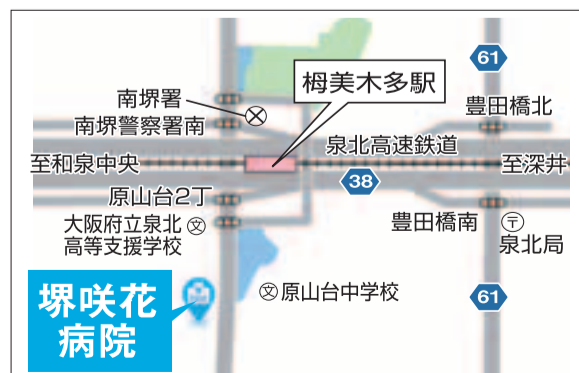 61
栂美木多駅
南堺署
豊田橋北
南堺警察署南
泉北高速鉄道
至和泉中央
至深井
38
原山台2丁
大阪府立泉北
高等支援学校
文
豊田橋南
〒
泉北局
堺咲花
病院
文
原山台中学校
61